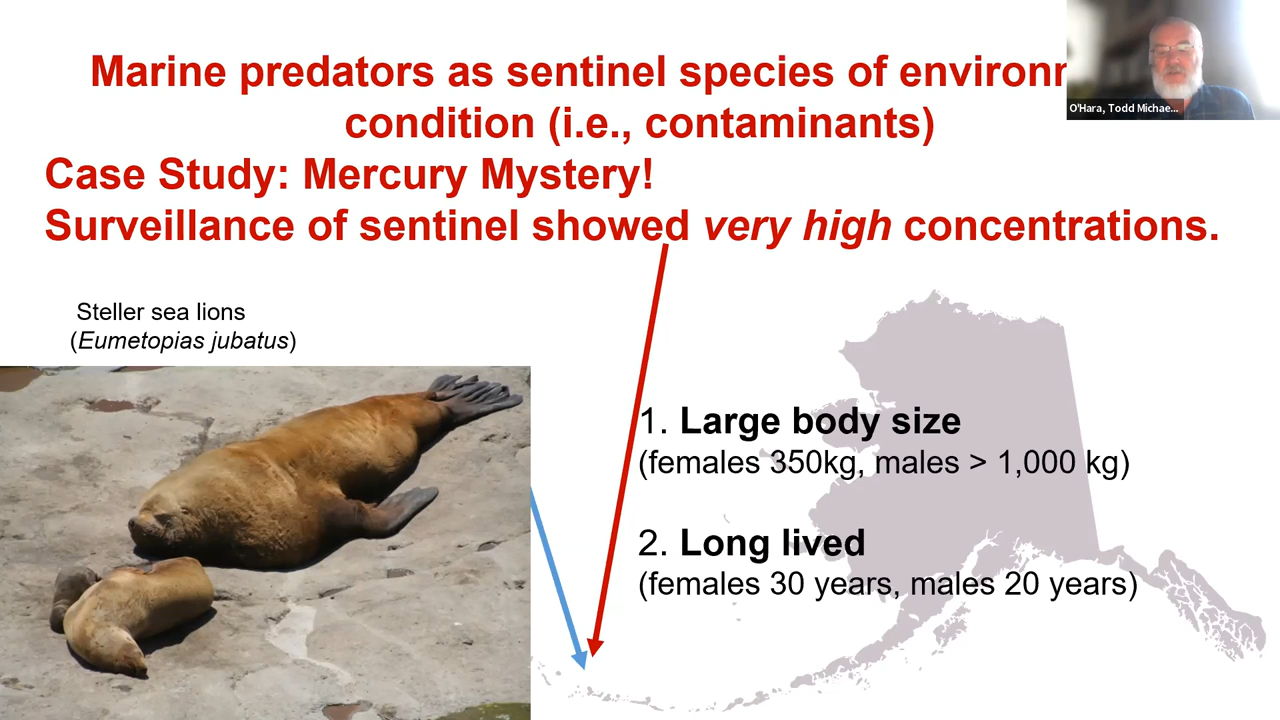 Marine predators as sentinel species of environ
condition (i.e., contaminants)
Case Study: Mercury Mystery!
Surveillance of sentinel showed very high concentrations.
O'Hara, Todd Michae...
Steller sea lions
(Eumetopias jubatus)
1. Large body size
(females 350kg, males > 1,000 kg)
2. Long lived
(females 30 years, males 20 years)